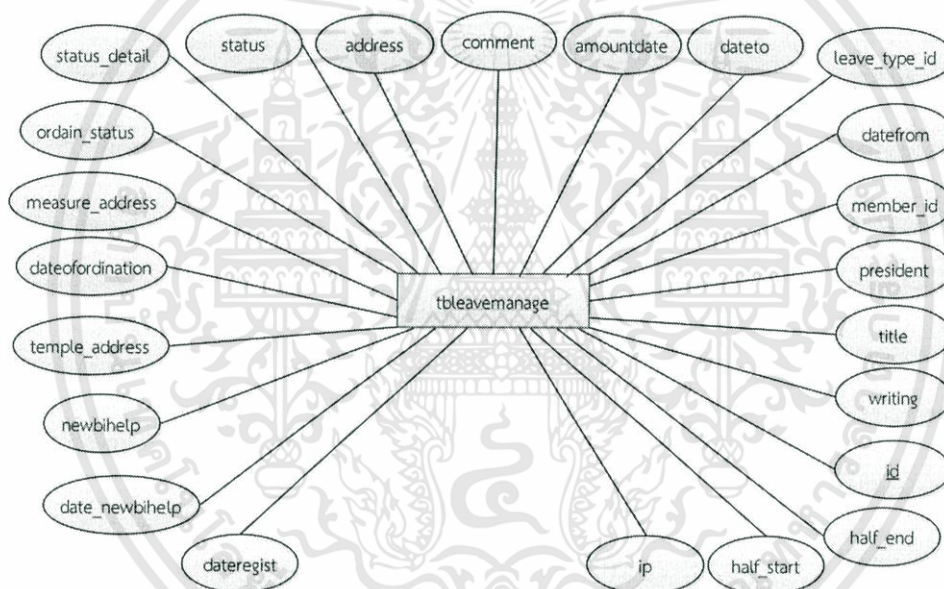 status_detail
status
address
comment
amountdate
dateto
leave_type_id
ordain_status
datefrom
measure_address
member_id
dateofordination
president
tbleavemanage
temple_address
title
newbihelp
writing
id
date_newbihelp
half_end
dateregist
ip
half_start